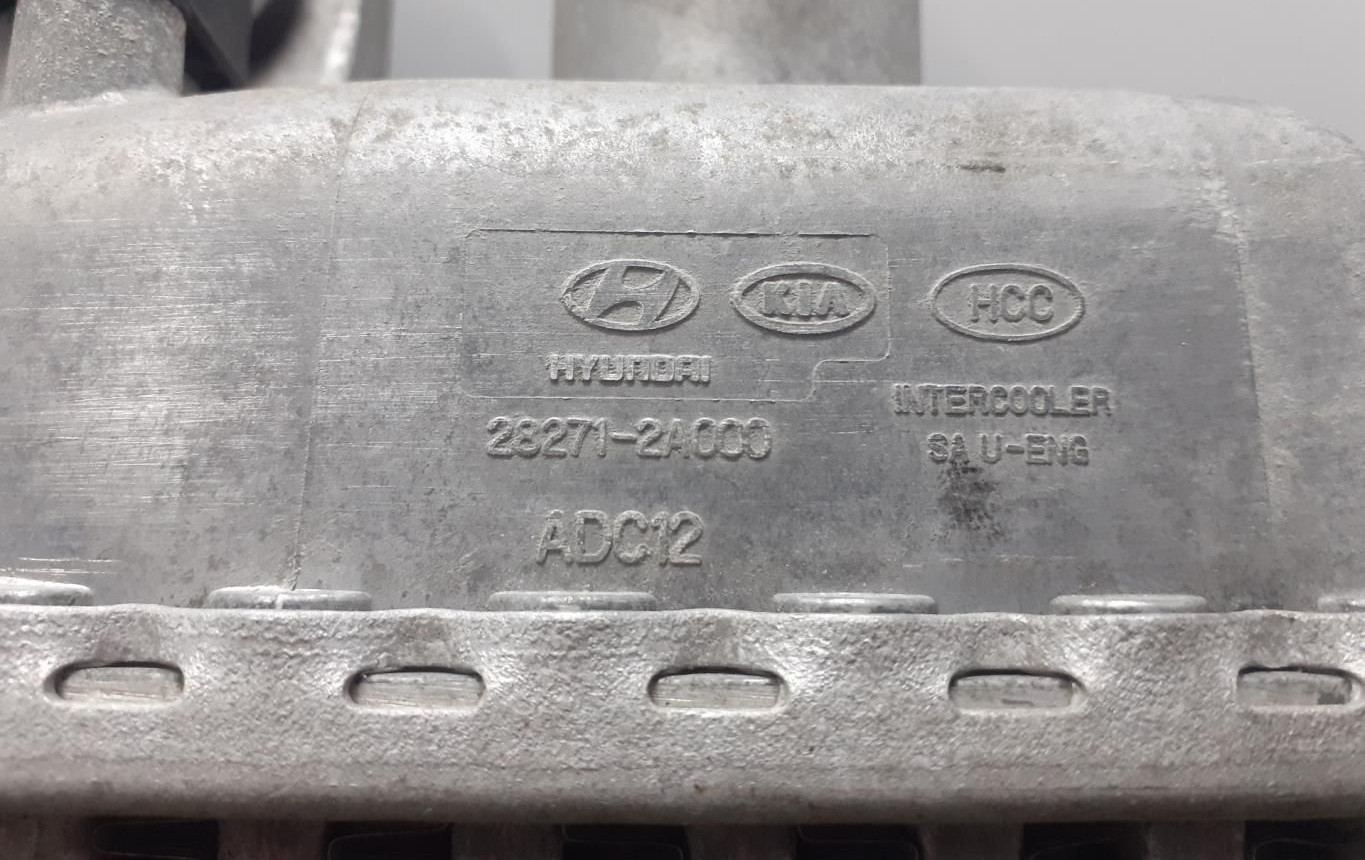 KIA
HCC
HYUNDAI
INTERCOOLER
28271-2A000
SA U-ENG
ADC12